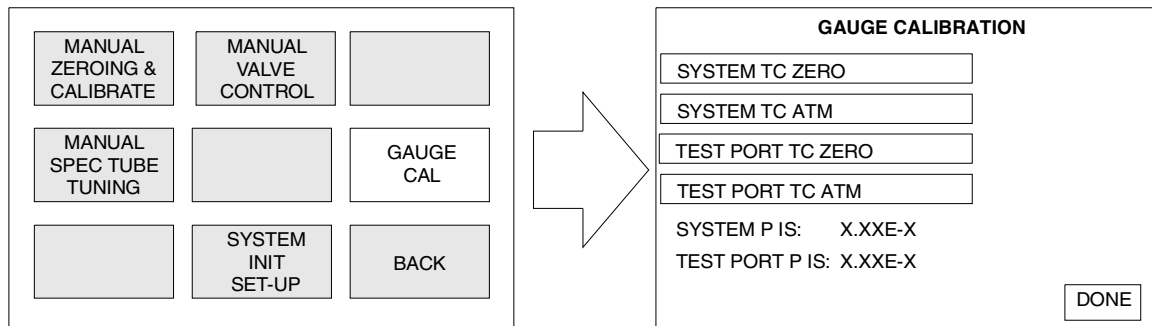 MANUAL
ZEROING &
CALIBRATE
MANUAL
VALVE
CONTROL
MANUAL
SPEC TUBE
TUNING
GAUGE
CAL
SYSTEM
INIT
SET-UP
BACK
GAUGE CALIBRATION
SYSTEM TC ZERO
SYSTEM TC ATM
TEST PORT TC ZERO
TEST PORT TC ATM
SYSTEM P IS: X.XXE-X
TEST PORT P IS: X.XXE-X
DONE